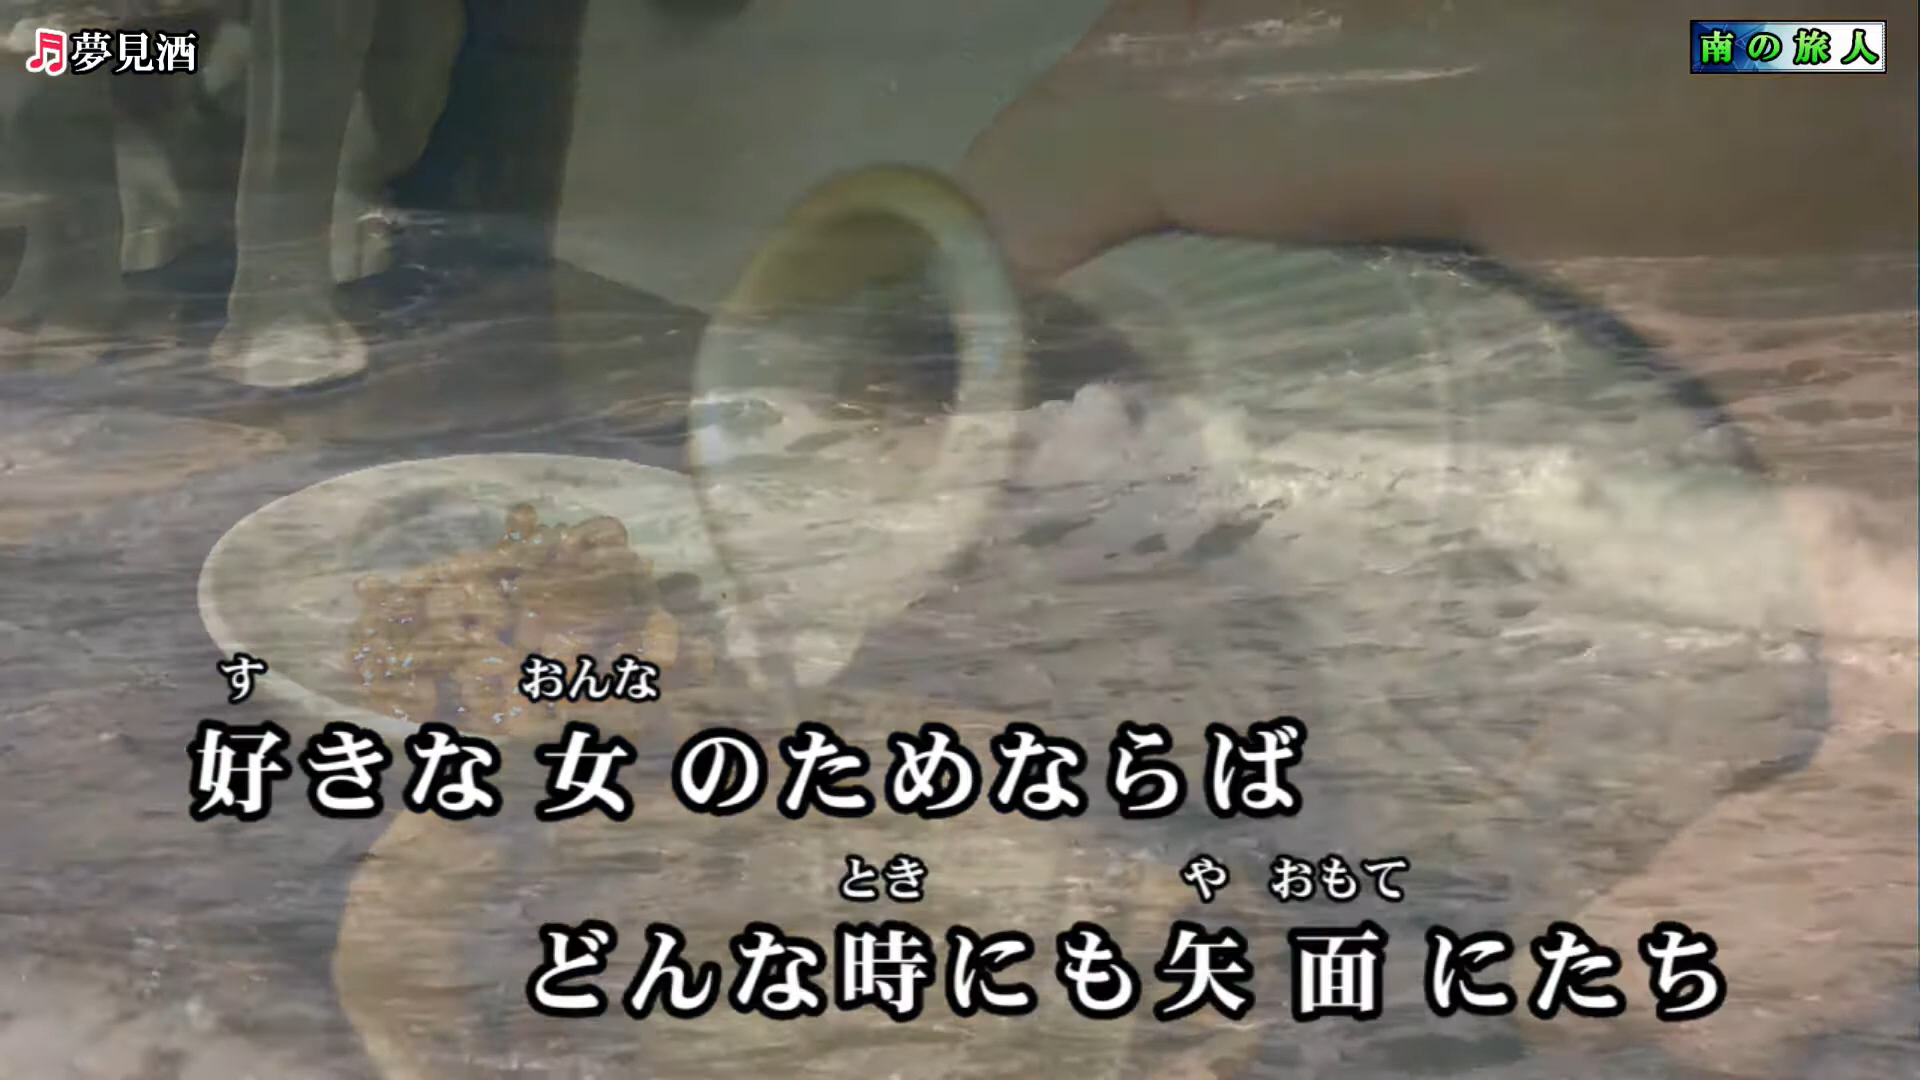 夢見酒
南の旅人
す おんな
好きな女のためならば
とき や おもて
どんな時にも矢面にたち